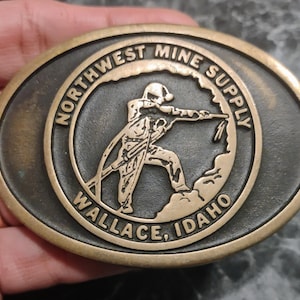 NORTHWEST MINE SUPPLY
WALLACE, IDAHO